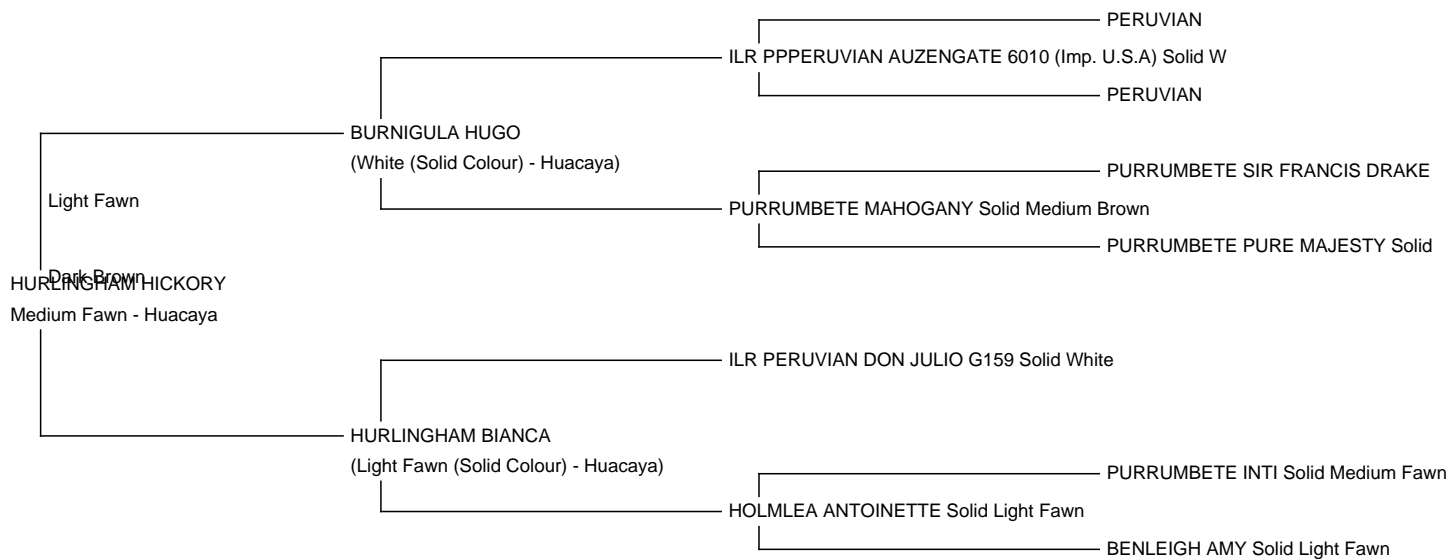 PERUVIAN
ILR PPPERUVIAN AUZENGATE 6010 (Imp. U.S.A) Solid W
PERUVIAN
BURNIGULA HUGO
(White (Solid Colour) - Huacaya)
PURRUMBETE SIR FRANCIS DRAKE
Light Fawn
PURRUMBETE MAHOGANY Solid Medium Brown
PURRUMBETE PURE MAJESTY Solid
Dark Brown
HURLINGHAM HICKORY
Medium Fawn - Huacaya
ILR PERUVIAN DON JULIO G159 Solid White
HURLINGHAM BIANCA
(Light Fawn (Solid Colour) - Huacaya)
PURRUMBETE INTI Solid Medium Fawn
HOLMLEA ANTOINETTE Solid Light Fawn
BENLEIGH AMY Solid Light Fawn